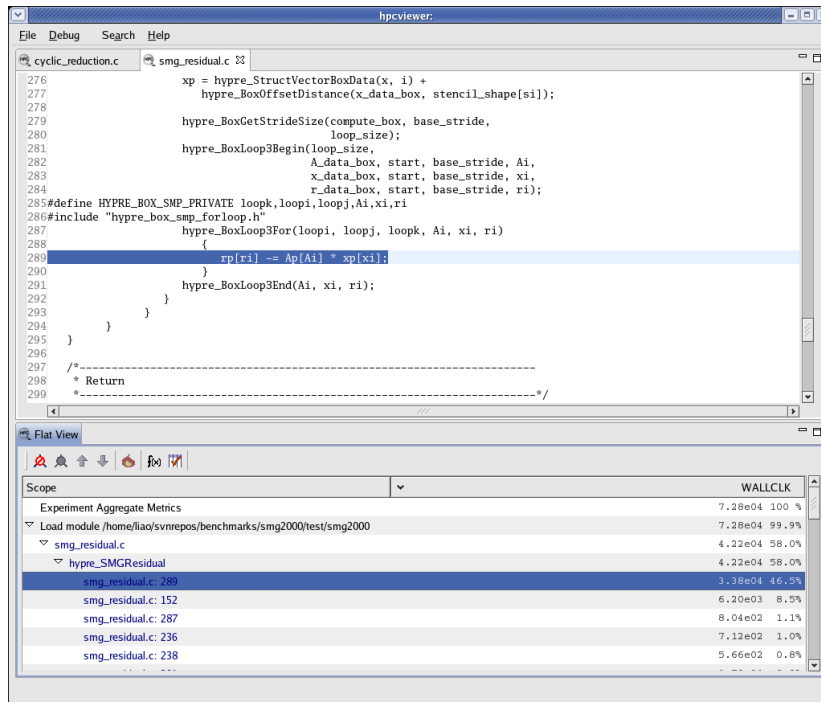 hpcviewer:
File Debug Search Help
cyclic_reduction.c smg_residual.c
276 xp = hypre_StructVectorBoxData(x, i) +
277 hypre_BoxOffsetDistance(x_data_box, stencil_shape[si]);
278
279 hypre_BoxGetStrideSize(compute_box, base_stride,
280 loop_size);
281 hypre_BoxLoop3Begin(loop_size,
282 A_data_box, start, base_stride, Ai,
283 x_data_box, start, base_stride, xi,
284 r_data_box, start, base_stride, ri);
285 #define HYPRE_BOX_SMP_PRIVATE loopk,loopi,loopj,Ai,xi,ri
286 #include "hypre_box_smp_forloop.h"
287 hypre_BoxLoop3For(loopi, loopj, loopk, Ai, xi, ri)
288 {
289 rp[ri] -= Ap[Ai] * xp[xi];
290 }
291 hypre_BoxLoop3End(Ai, xi, ri);
292 }
293 }
294 }
295 }
296
297 /*-----------------------------------------------------------------------
298 * Return
299 *-----------------------------------------------------------------------*/
Flat View
f(x)
Scope WALLCLK
Experiment Aggregate Metrics 7.28e04 100 %
Load module /home/liao/svnrepos/benchmarks/smg2000/test/smg2000 7.28e04 99.9%
smg_residual.c 4.22e04 58.0%
hypre_SMGResidual 4.22e04 58.0%
smg_residual.c: 289 3.38e04 46.5%
smg_residual.c: 152 6.20e03 8.5%
smg_residual.c: 287 8.04e02 1.1%
smg_residual.c: 236 7.12e02 1.0%
smg_residual.c: 238 5.66e02 0.8%